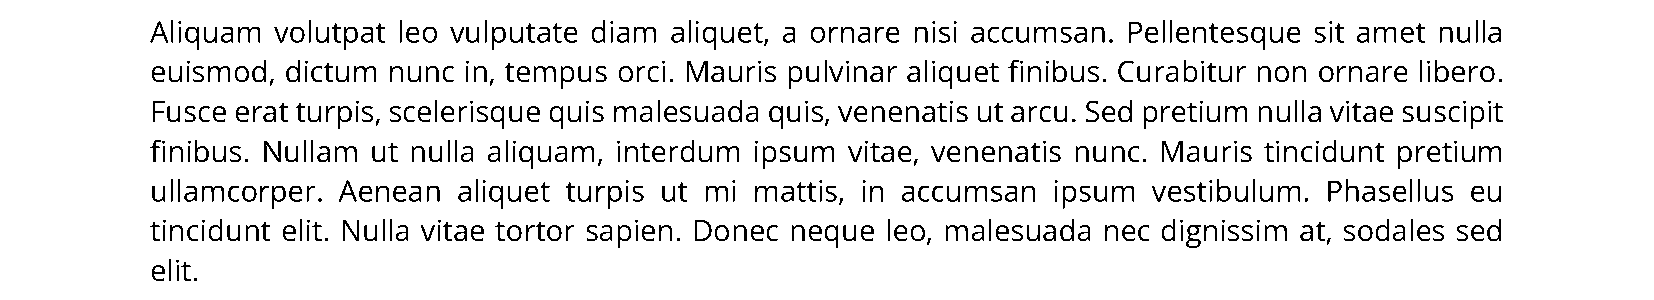 Aliquam volutpat leo vulputate diam aliquet, a ornare nisi accumsan. Pellentesque sit amet nulla
euismod, dictum nunc in, tempus orci. Mauris pulvinar aliquet finibus. Curabitur non ornare libero.
Fusce erat turpis, scelerisque quis malesuada quis, venenatis ut arcu. Sed pretium nulla vitae suscipit
finibus. Nullam ut nulla aliquam, interdum ipsum vitae, venenatis nunc. Mauris tincidunt pretium
ullamcorper. Aenean aliquet turpis ut mi mattis, in accumsan ipsum vestibulum. Phasellus eu
tincidunt elit. Nulla vitae tortor sapien. Donec neque leo, malesuada nec dignissim at, sodales sed
elit.